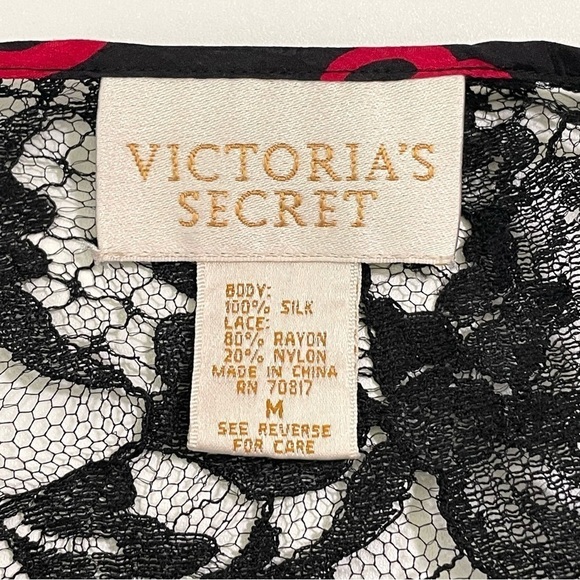 VICTORIA'S
SECRET
BODY:
100% SILK
LACE:
80% RAYON
20% NYLON
MADE IN CHINA
RN 70817
M
SEE REVERSE
FOR CARE